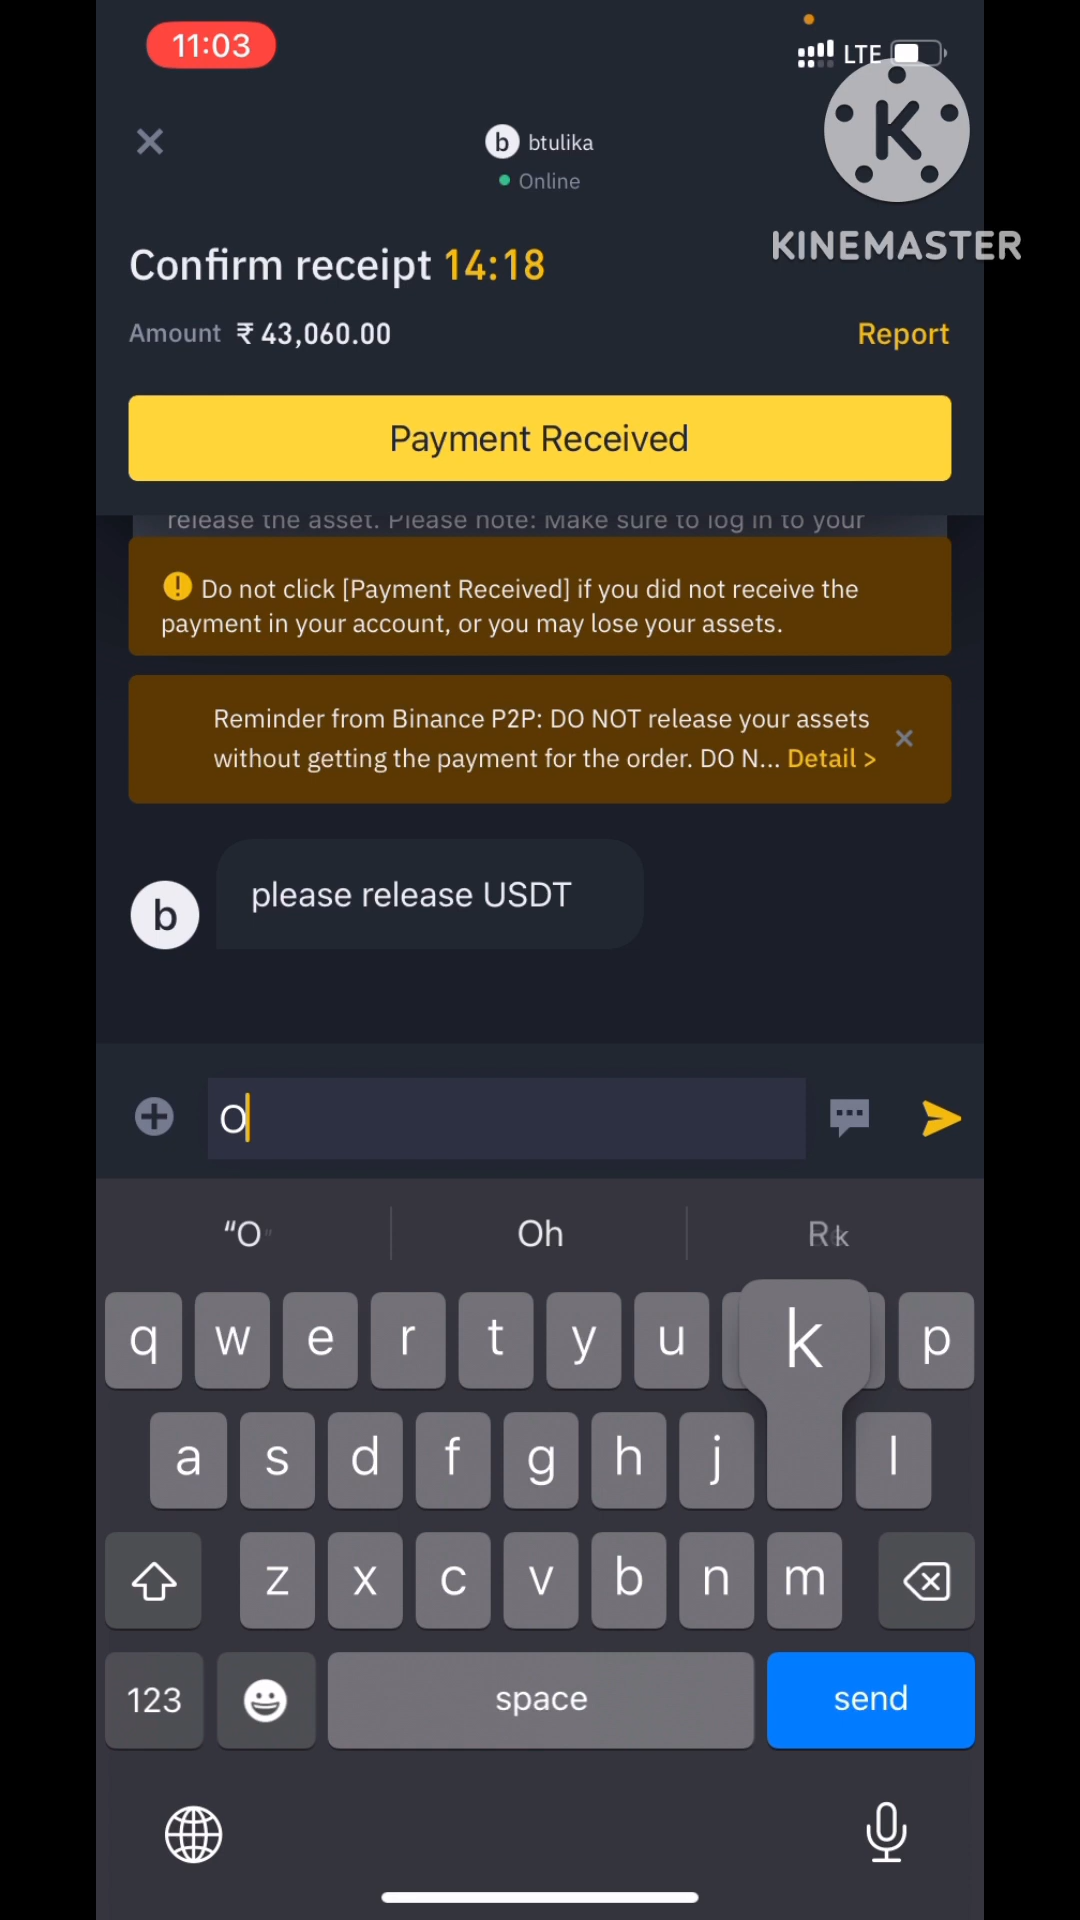 11:03
LTE
K
KINEMASTER
b btulika
Online
Confirm receipt 14:18
Amount ₹ 43,060.00
Report
Payment Received
release the asset. Please note: Make sure to log in to your
Do not click [Payment Received] if you did not receive the
payment in your account, or you may lose your assets.
Reminder from Binance P2P: DO NOT release your assets
without getting the payment for the order. DO N... Detail >
b
please release USDT
O
“O”
Oh
q w e r t y u k p
a s d f g h j l
z x c v b n m
123
space
send